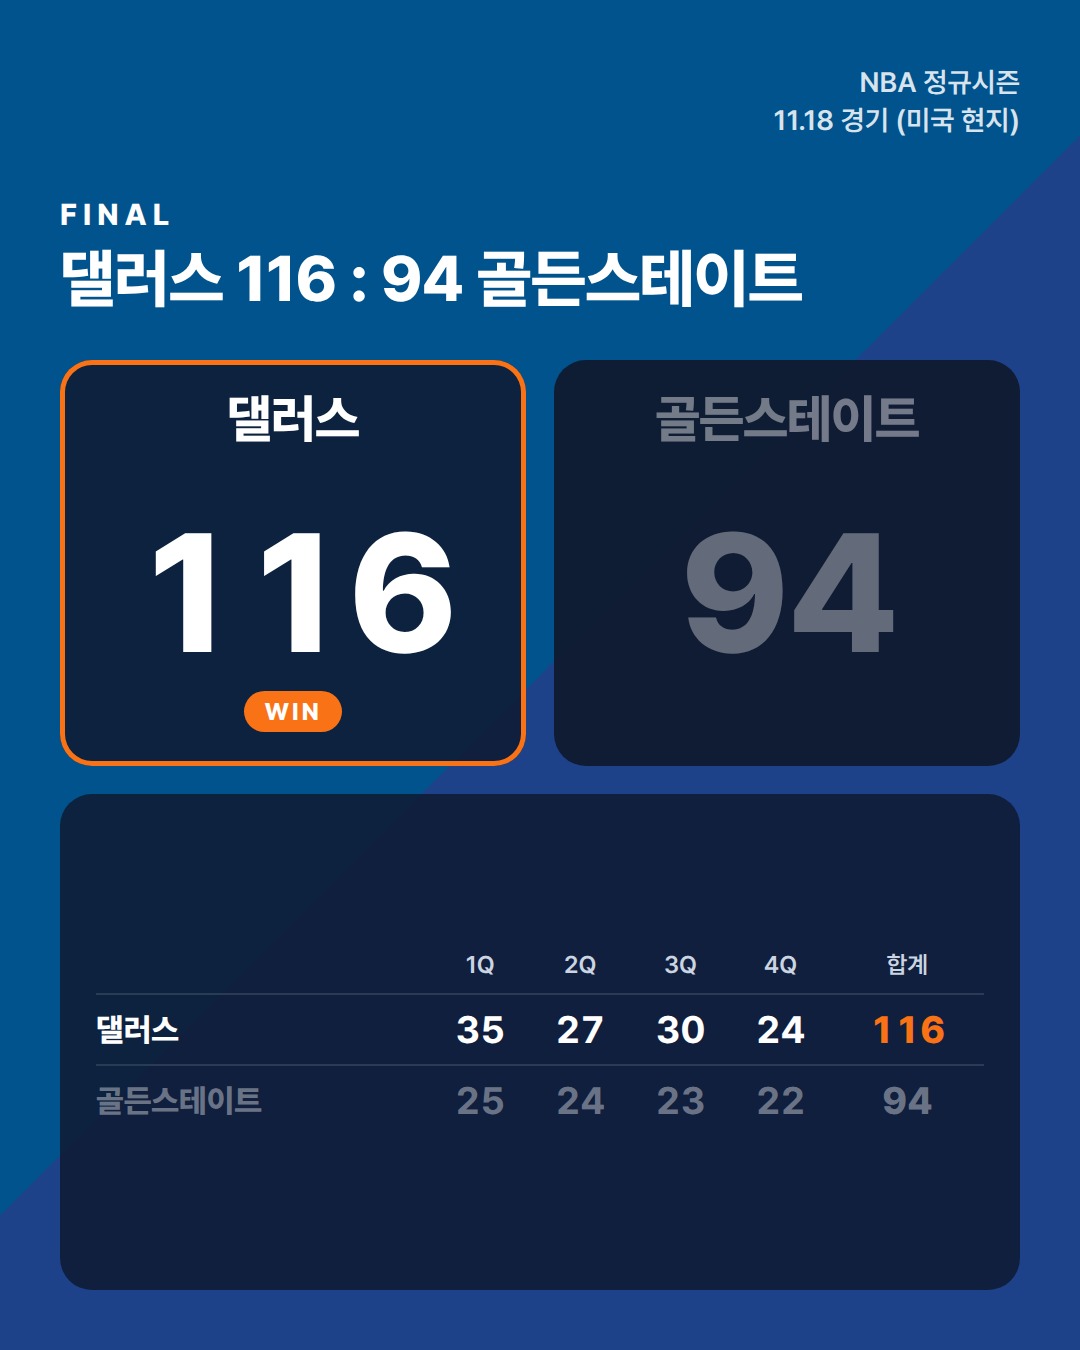 NBA 정규시즌
11.18 경기 (미국 현지)
FINAL
댈러스 116 : 94 골든스테이트
댈러스
116
WIN
골든스테이트
94
1Q 2Q 3Q 4Q 합계
댈러스 35 27 30 24 116
골든스테이트 25 24 23 22 94